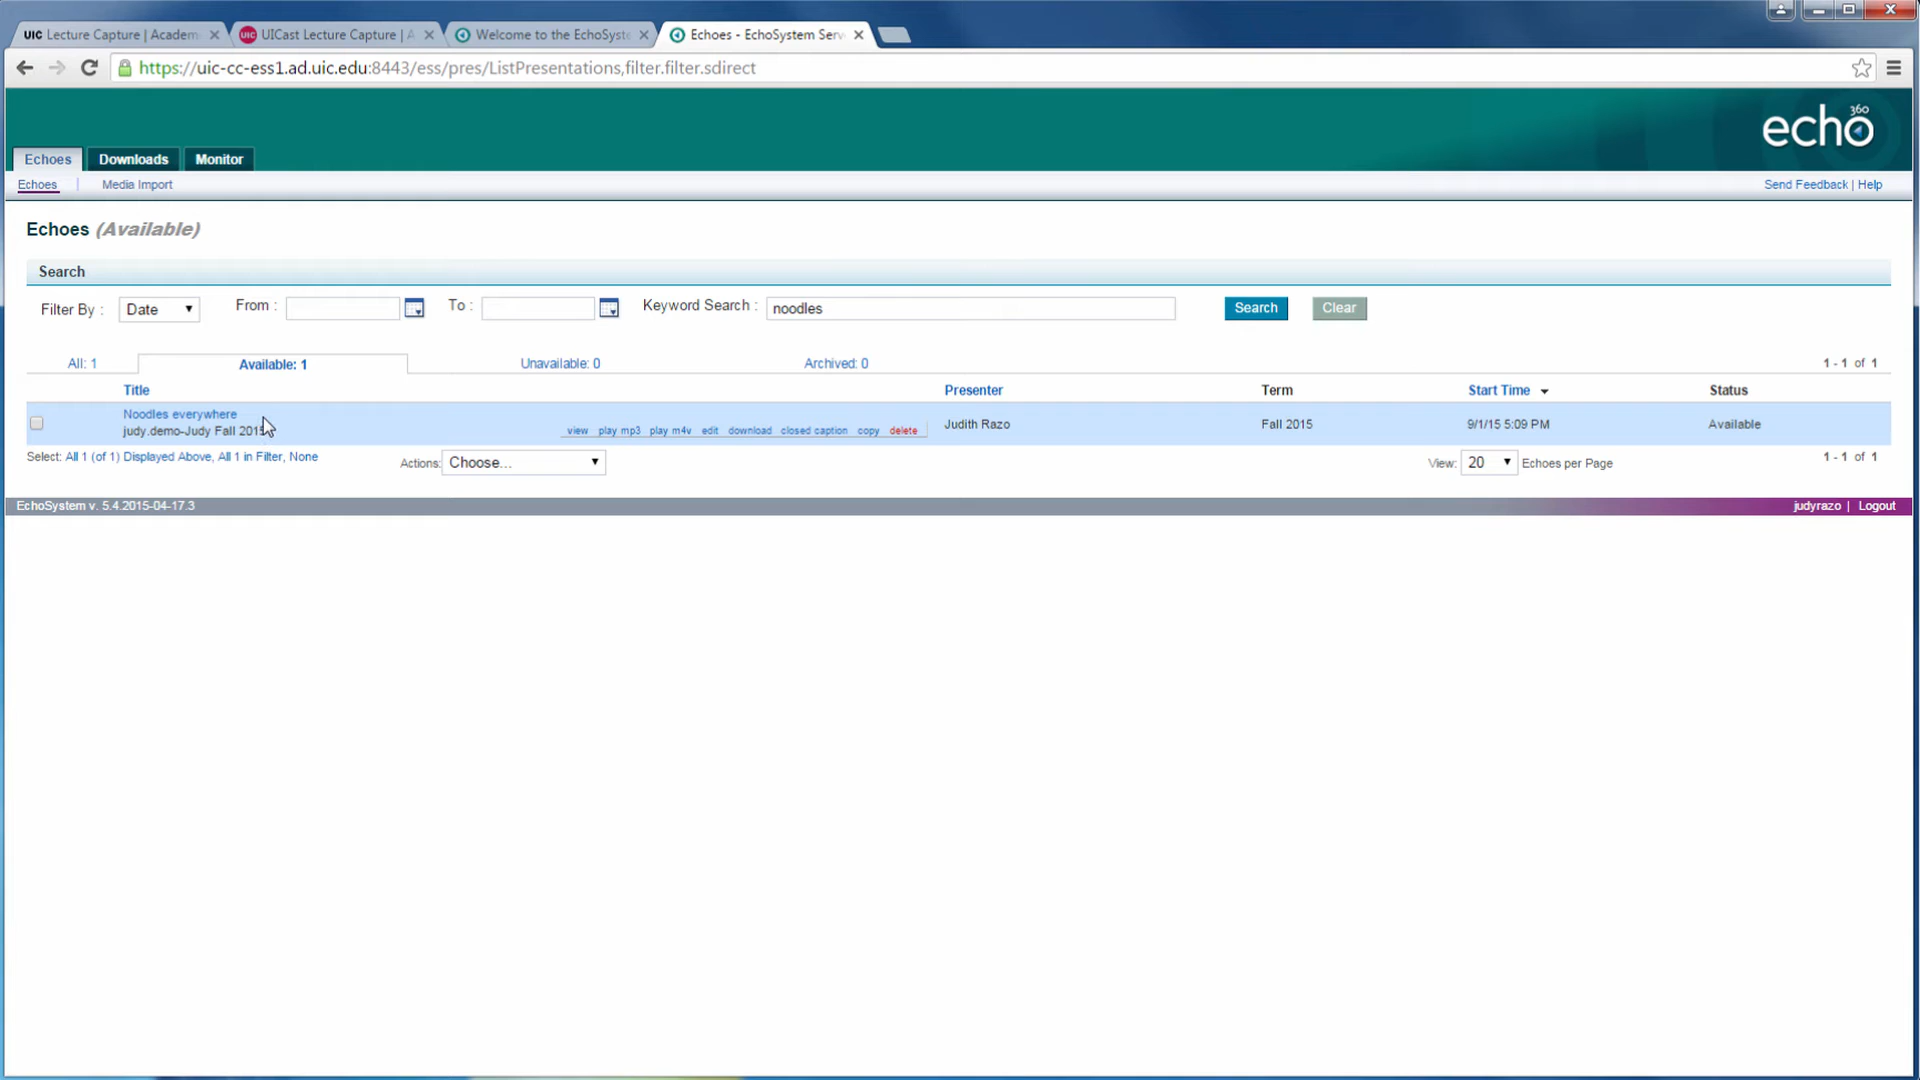 UIC Lecture Capture | Academ
UIC UICast Lecture Capture | A
Welcome to the EchoSyste
Echoes - EchoSystem Serv
https://uic-cc-ess1.ad.uic.edu:8443/ess/pres/ListPresentations,filter.filter.sdirect
echo360
Echoes Downloads Monitor
Echoes | Media Import Send Feedback | Help
Echoes (Available)
Search
Filter By : Date From : To : Keyword Search : noodles Search Clear
All: 1 Available: 1 Unavailable: 0 Archived: 0 1 - 1 of 1
Title Presenter Term Start Time Status
Noodles everywhere
judy.demo-Judy Fall 2015 view play mp3 play m4v edit download closed caption copy delete Judith Razo Fall 2015 9/1/15 5:09 PM Available
Select: All 1 (of 1) Displayed Above, All 1 in Filter, None Actions: Choose... View: 20 Echoes per Page 1 - 1 of 1
EchoSystem v. 5.4.2015-04-17.3 judyrazo | Logout